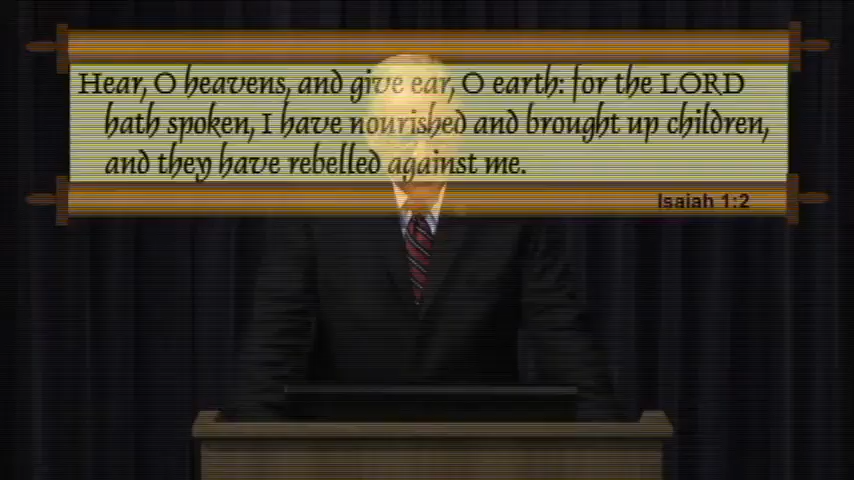 Hear, O heavens, and give ear, O earth: for the LORD
hath spoken, I have nourished and brought up children,
and they have rebelled against me.
Isaiah 1:2